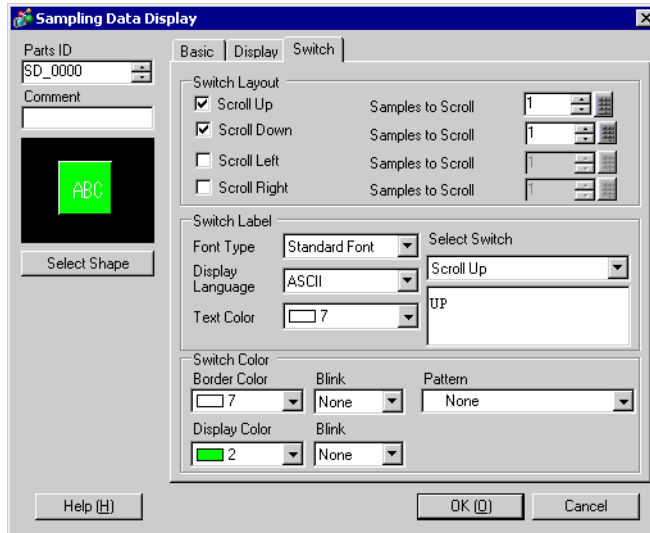 Sampling Data Display
Parts ID
SD_0000
Comment
ABC
Select Shape
Basic Display Switch
Switch Layout
Scroll Up Samples to Scroll 1
Scroll Down Samples to Scroll 1
Scroll Left Samples to Scroll 1
Scroll Right Samples to Scroll 1
Switch Label
Font Type Standard Font
Display Language ASCII
Text Color 7
Select Switch
Scroll Up
UP
Switch Color
Border Color Blink Pattern
7 None None
Display Color Blink
2 None
Help (H) OK (O) Cancel